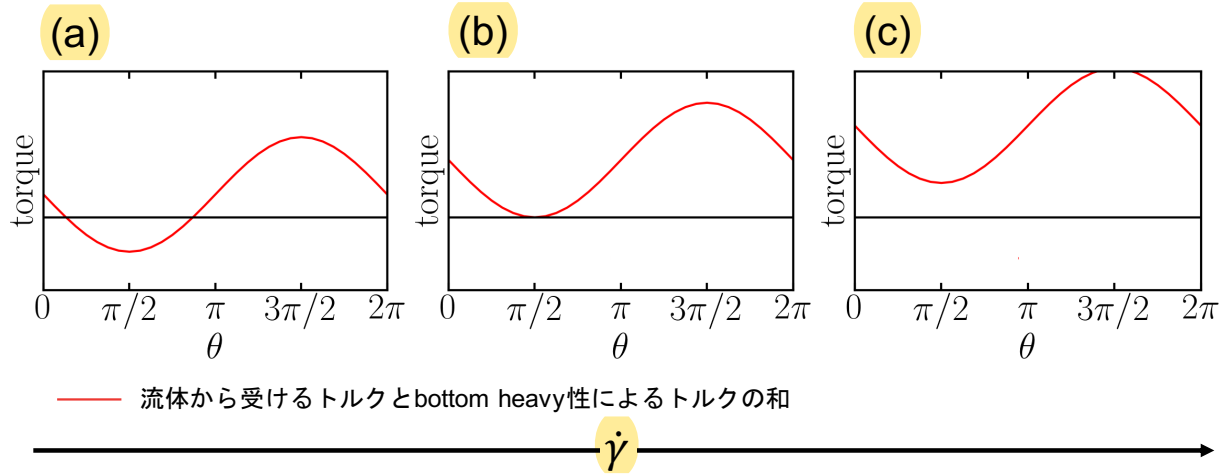 (a) (b) (c)
torque torque torque
0 π/2 π 3π/2 2π 0 π/2 π 3π/2 2π 0 π/2 π 3π/2 2π
θ θ θ
流体から受けるトルクとbottom heavy性によるトルクの和
γ̇